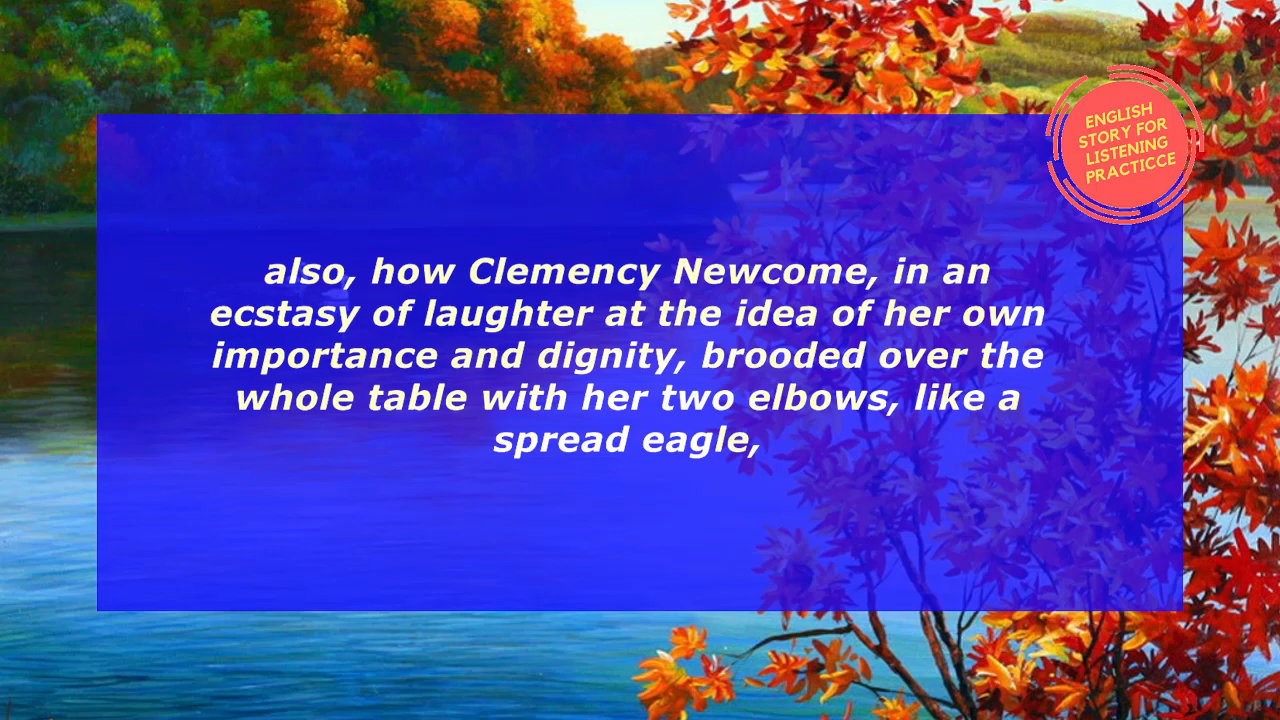 ENGLISH
STORY FOR
LISTENING
PRACTICCE
also, how Clemency Newcome, in an
ecstasy of laughter at the idea of her own
importance and dignity, brooded over the
whole table with her two elbows, like a
spread eagle,